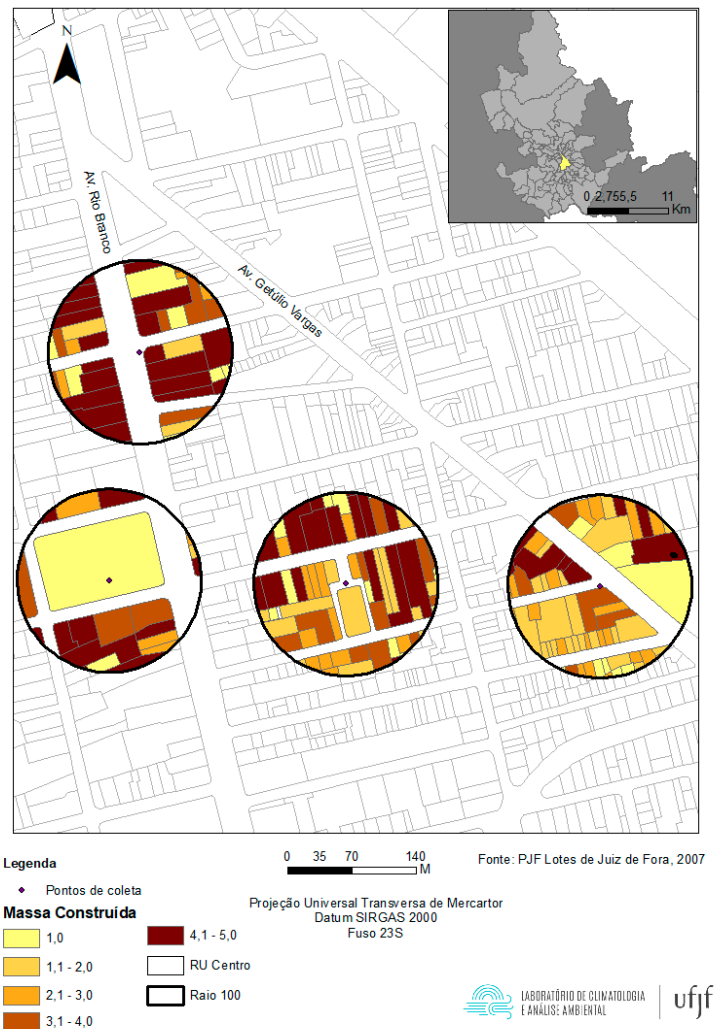 N
0 2,755,5 11
Km
Av. Rio Branco
Av. Getúlio Vargas
Legenda
Pontos de coleta
Massa Construída
1,0
1,1 - 2,0
2,1 - 3,0
3,1 - 4,0
4,1 - 5,0
RU Centro
Raio 100
0 35 70 140
M
Projeção Universal Transversa de Mercartor
Datum SIRGAS 2000
Fuso 23S
Fonte: PJF Lotes de Juiz de Fora, 2007
LABORATÓRIO DE CLIMATOLOGIA
E ANÁLISE AMBIENTAL
ufjf